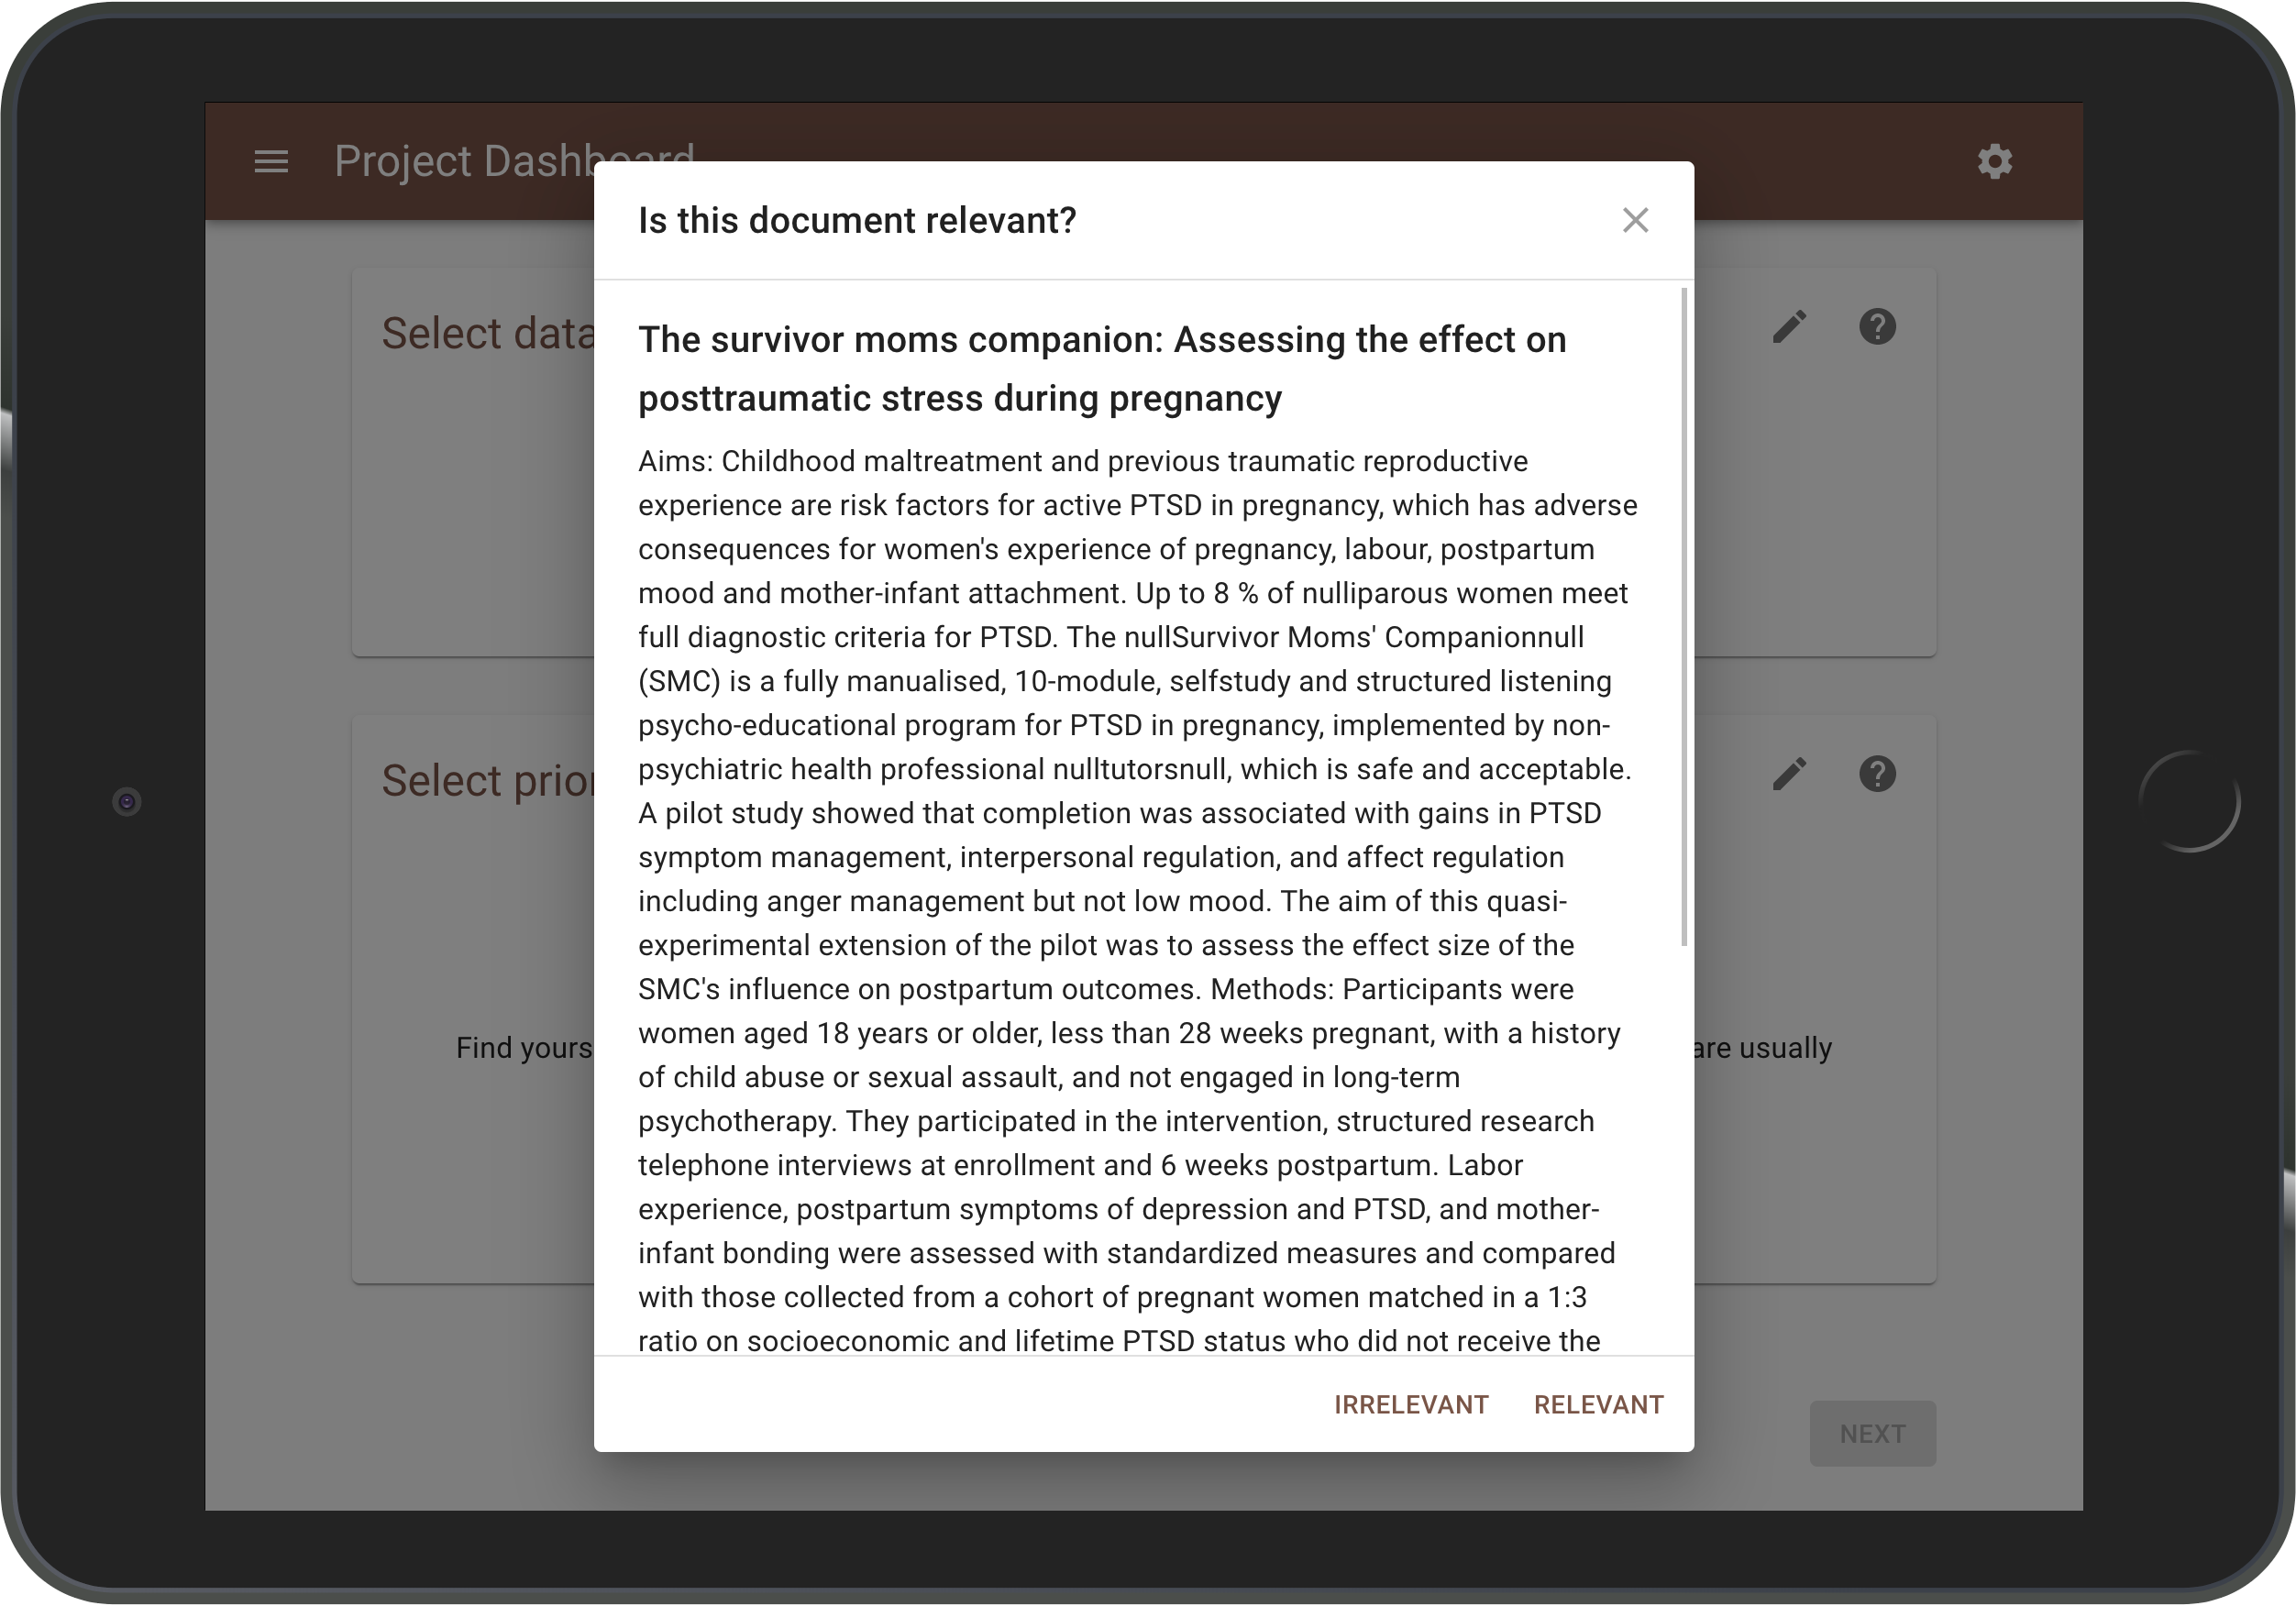 Project Dashboard
Is this document relevant?
Select data
The survivor moms companion: Assessing the effect on
posttraumatic stress during pregnancy
Aims: Childhood maltreatment and previous traumatic reproductive
experience are risk factors for active PTSD in pregnancy, which has adverse
consequences for women's experience of pregnancy, labour, postpartum
mood and mother-infant attachment. Up to 8 % of nulliparous women meet
full diagnostic criteria for PTSD. The nullSurvivor Moms' Companionnull
(SMC) is a fully manualised, 10-module, selfstudy and structured listening
psycho-educational program for PTSD in pregnancy, implemented by non-
psychiatric health professional nulltutorsnull, which is safe and acceptable.
A pilot study showed that completion was associated with gains in PTSD
symptom management, interpersonal regulation, and affect regulation
including anger management but not low mood. The aim of this quasi-
experimental extension of the pilot was to assess the effect size of the
SMC's influence on postpartum outcomes. Methods: Participants were
women aged 18 years or older, less than 28 weeks pregnant, with a history
of child abuse or sexual assault, and not engaged in long-term
psychotherapy. They participated in the intervention, structured research
telephone interviews at enrollment and 6 weeks postpartum. Labor
experience, postpartum symptoms of depression and PTSD, and mother-
infant bonding were assessed with standardized measures and compared
with those collected from a cohort of pregnant women matched in a 1:3
ratio on socioeconomic and lifetime PTSD status who did not receive the
Select prior
Find yours
are usually
IRRELEVANT RELEVANT
NEXT